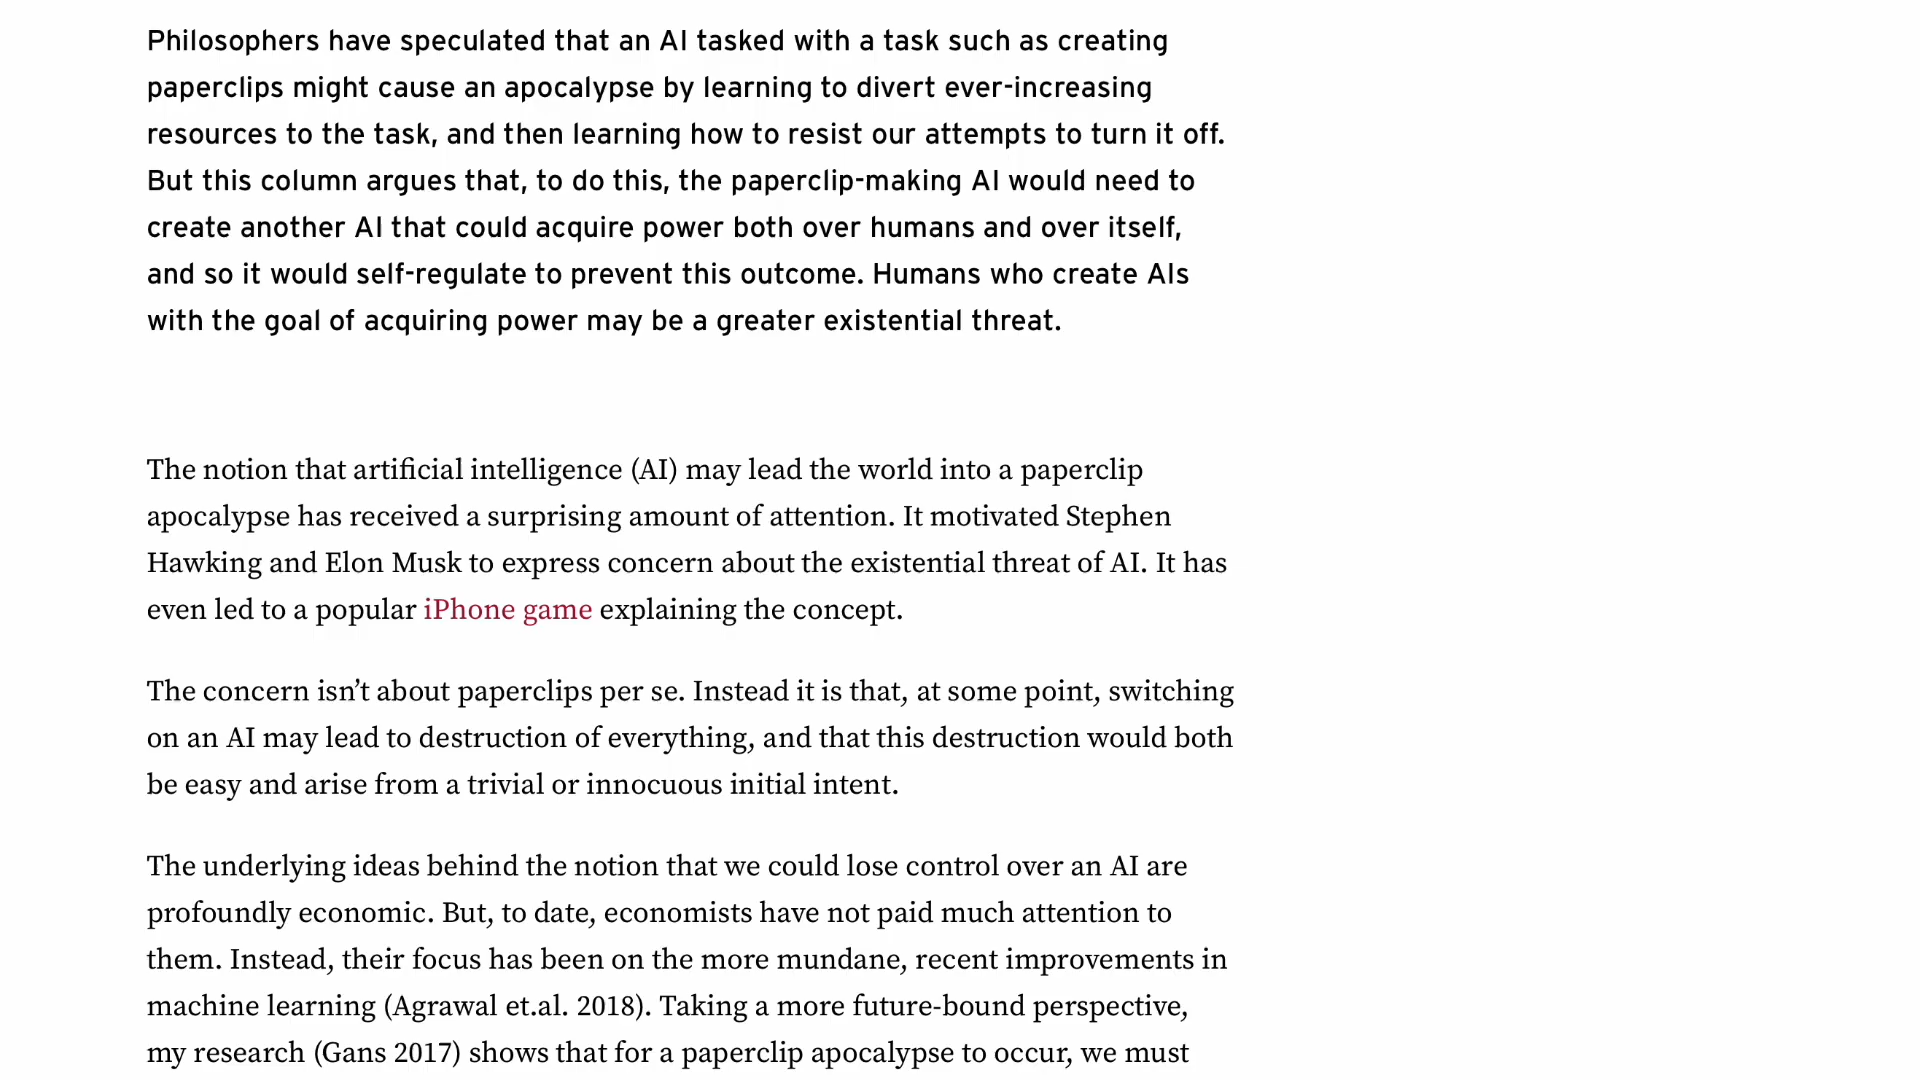 Philosophers have speculated that an AI tasked with a task such as creating
paperclips might cause an apocalypse by learning to divert ever-increasing
resources to the task, and then learning how to resist our attempts to turn it off.
But this column argues that, to do this, the paperclip-making AI would need to
create another AI that could acquire power both over humans and over itself,
and so it would self-regulate to prevent this outcome. Humans who create AIs
with the goal of acquiring power may be a greater existential threat.
The notion that artificial intelligence (AI) may lead the world into a paperclip
apocalypse has received a surprising amount of attention. It motivated Stephen
Hawking and Elon Musk to express concern about the existential threat of AI. It has
even led to a popular iPhone game explaining the concept.
The concern isn’t about paperclips per se. Instead it is that, at some point, switching
on an AI may lead to destruction of everything, and that this destruction would both
be easy and arise from a trivial or innocuous initial intent.
The underlying ideas behind the notion that we could lose control over an AI are
profoundly economic. But, to date, economists have not paid much attention to
them. Instead, their focus has been on the more mundane, recent improvements in
machine learning (Agrawal et.al. 2018). Taking a more future-bound perspective,
my research (Gans 2017) shows that for a paperclip apocalypse to occur, we must